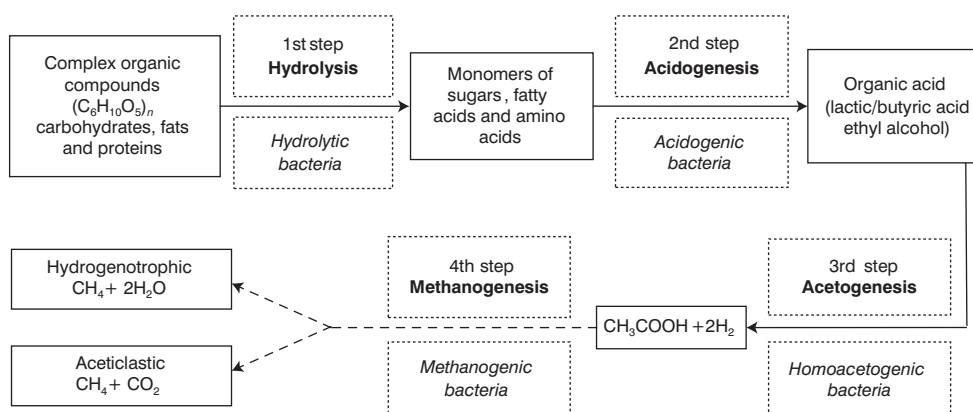 Complex organic
compounds
(C₆H₁₀O₅)ₙ
carbohydrates, fats
and proteins
1st step
Hydrolysis
Hydrolytic
bacteria
Monomers of
sugars, fatty
acids and amino
acids
2nd step
Acidogenesis
Acidogenic
bacteria
Organic acid
(lactic/butyric acid
ethyl alcohol)
3rd step
Acetogenesis
Homoacetogenic
bacteria
CH₃COOH +2H₂
4th step
Methanogenesis
Methanogenic
bacteria
Hydrogenotrophic
CH₄+ 2H₂O
Aceticlastic
CH₄+ CO₂